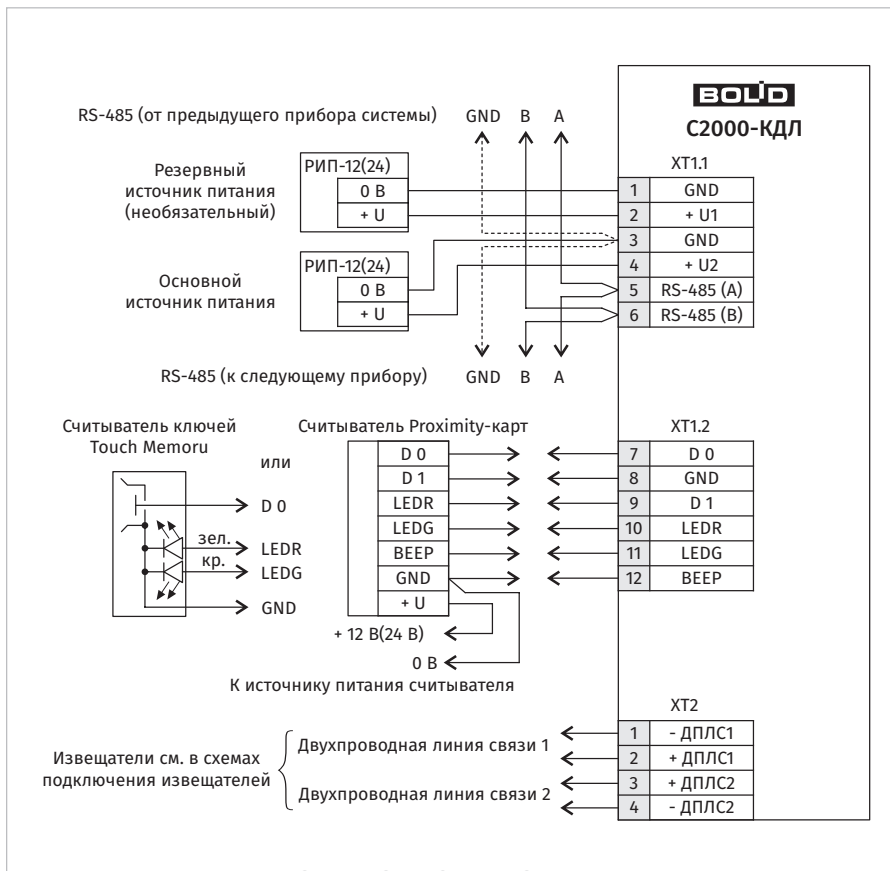 BOLID
С2000-КДЛ
RS-485 (от предыдущего прибора системы) GND B A
Резервный
источник питания
(необязательный)
РИП-12(24)
0 В
+ U
Основной
источник питания
РИП-12(24)
0 В
+ U
XT1.1
1 GND
2 + U1
3 GND
4 + U2
5 RS-485 (A)
6 RS-485 (B)
RS-485 (к следующему прибору) GND B A
Считыватель ключей
Touch Memoru
или
D 0
зел.
LEDR
кр.
LEDG
GND
Считыватель Proximity-карт
D 0
D 1
LEDR
LEDG
BEEP
GND
+ U
+ 12 В(24 В)
0 В
К источнику питания считывателя
XT1.2
7 D 0
8 GND
9 D 1
10 LEDR
11 LEDG
12 BEEP
Извещатели см. в схемах
подключения извещателей
Двухпроводная линия связи 1
Двухпроводная линия связи 2
XT2
1 - ДПЛС1
2 + ДПЛС1
3 + ДПЛС2
4 - ДПЛС2